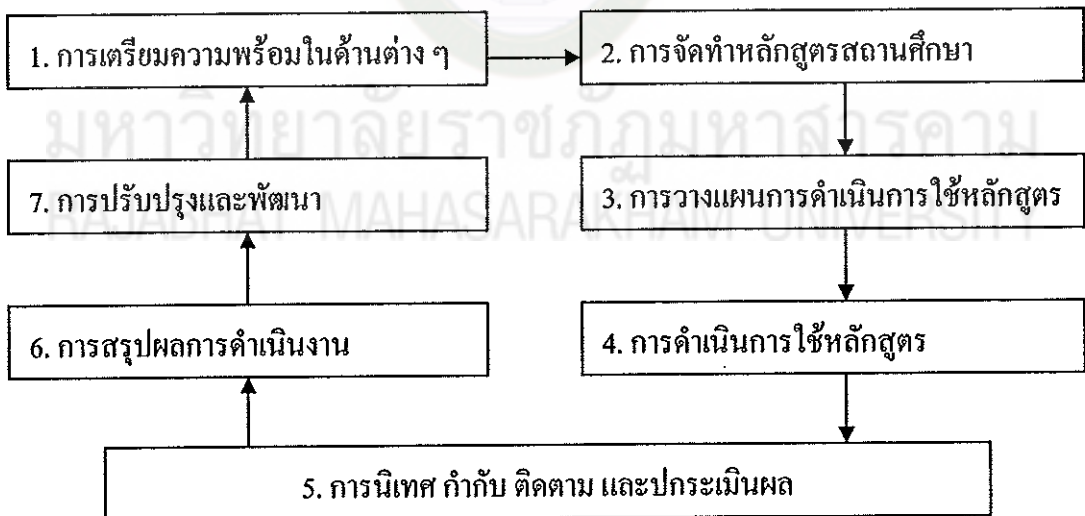 1. การเตรียมความพร้อมในด้านต่าง ๆ
2. การจัดทำหลักสูตรสถานศึกษา
มหาวิทยาลัยราชภัฏมหาสารคาม
7. การปรับปรุงและพัฒนา
3. การวางแผนการดำเนินการใช้หลักสูตร
RAJABHAT MAHASARAKHAM UNIVERSITY
6. การสรุปผลการดำเนินงาน
4. การดำเนินการใช้หลักสูตร
5. การนิเทศ กำกับ ติดตาม และปกระเมินผล